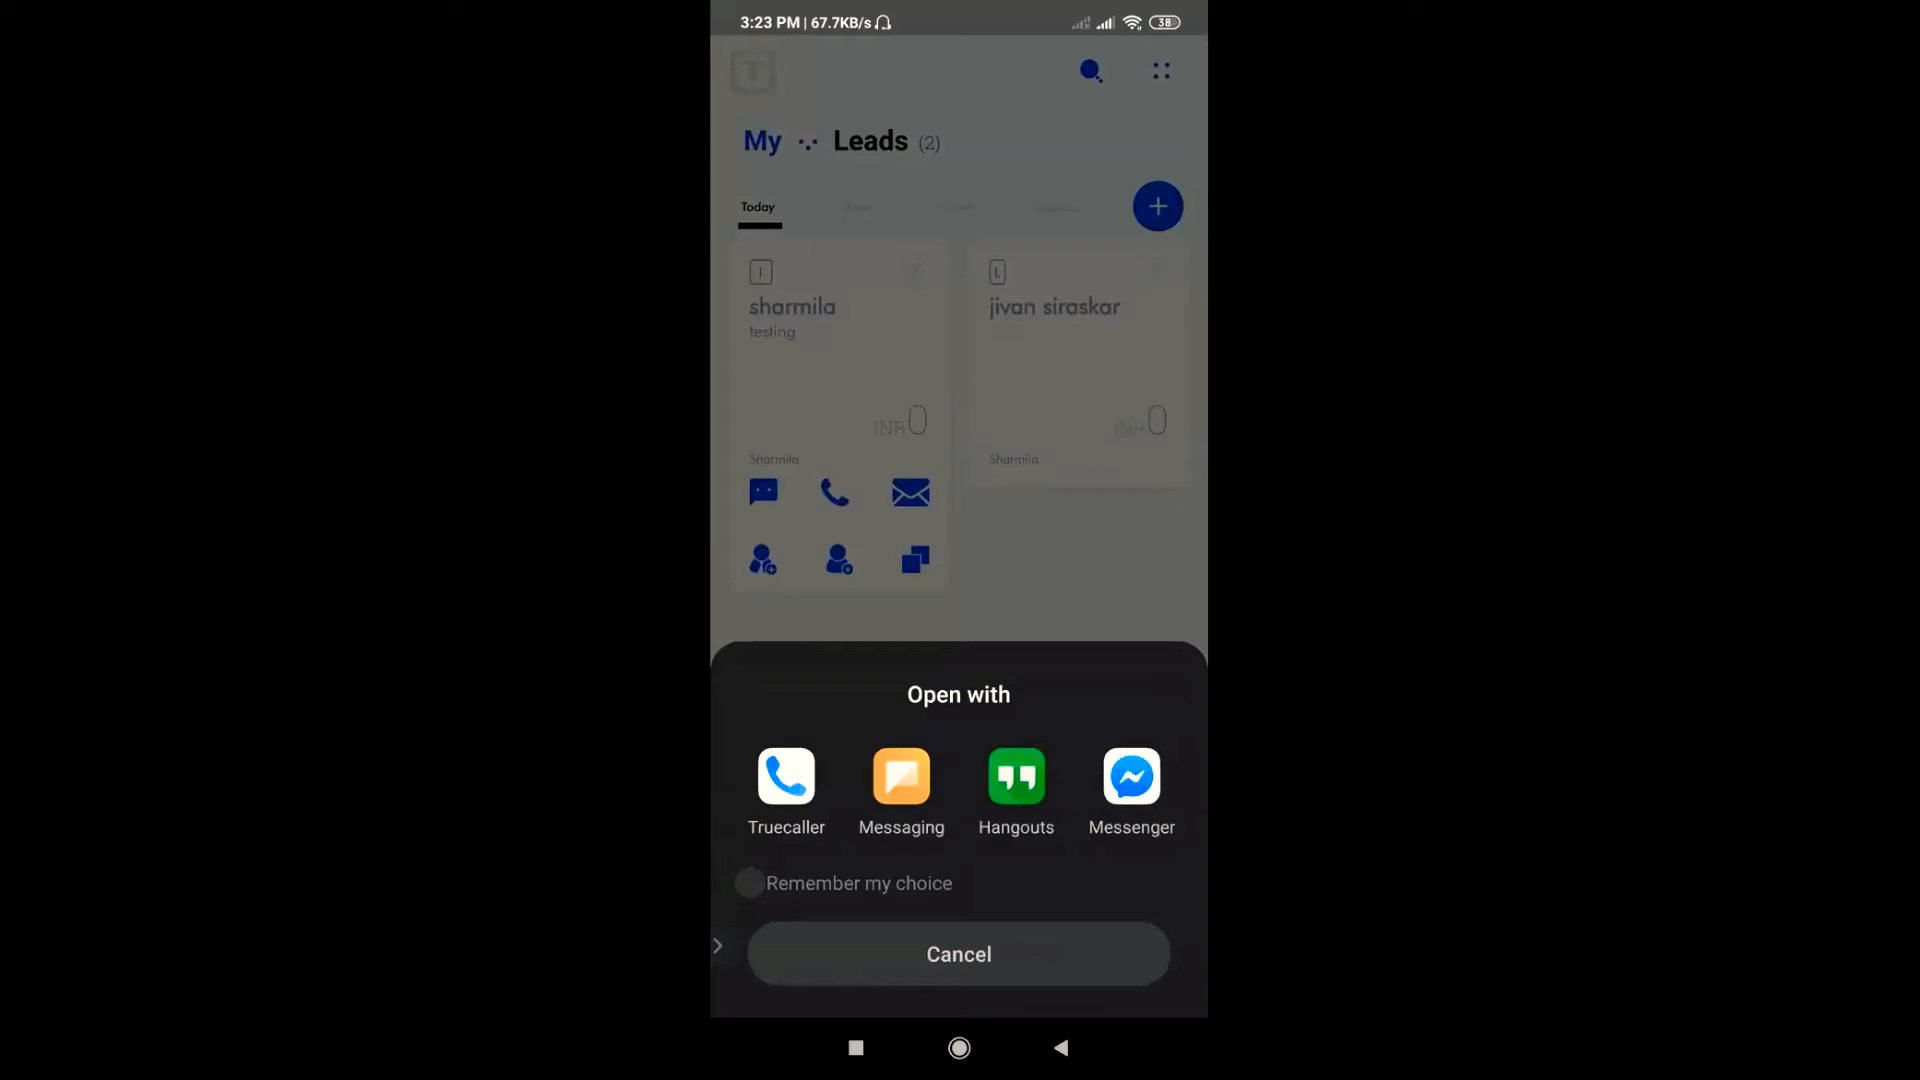 3:23 PM | 67.7KB/s 38
T
My Leads (2)
Today
sharmila
testing
INR 0
Sharmila
L
jivan siraskar
INR 0
Sharmila
Open with
Truecaller Messaging Hangouts Messenger
Remember my choice
Cancel